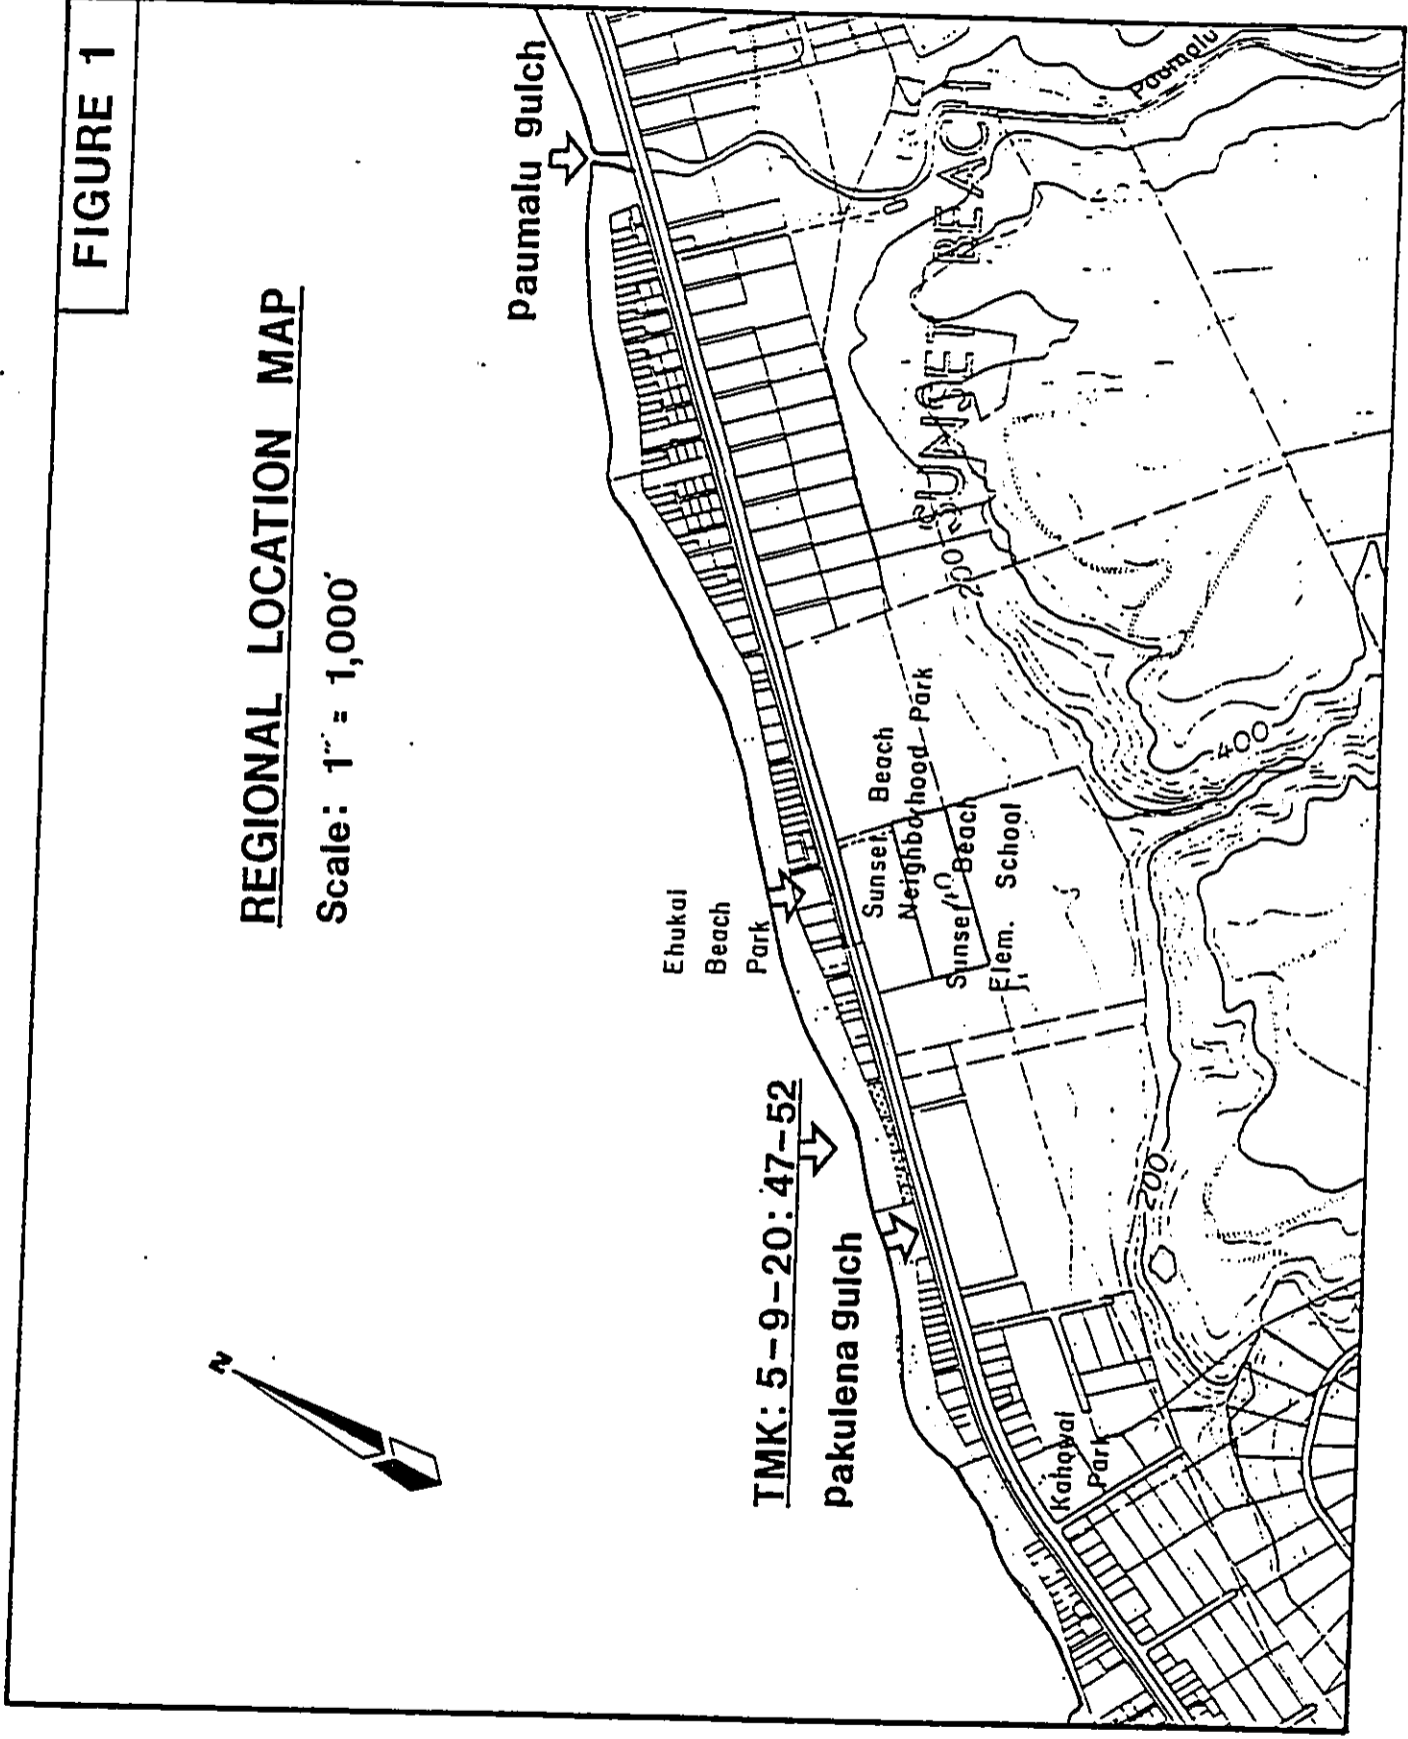 FIGURE 1
REGIONAL LOCATION MAP
Scale: 1" = 1,000'
N
paumalu gulch
Ehukai
Beach
Park
TMK: 5-9-20: 47-52
pakulena gulch
Paumalu
SUNSET BEACH
200
400
Sunset Beach
Neighborhood Park
40
Sunset Beach
Elem. School
200
Kahawai
Park